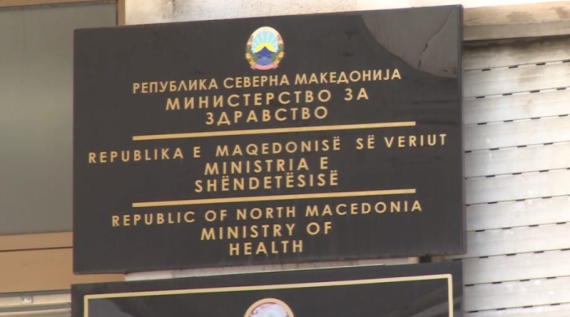 РЕПУБЛИКА СЕВЕРНА МАКЕДОНИЈА
МИНИСТЕРСТВО ЗА
ЗДРАВСТВО
REPUBLIKA E MAQEDONISË SË VERIUT
MINISTRIA E
SHËNDETËSISË
REPUBLIC OF NORTH MACEDONIA
MINISTRY OF
HEALTH